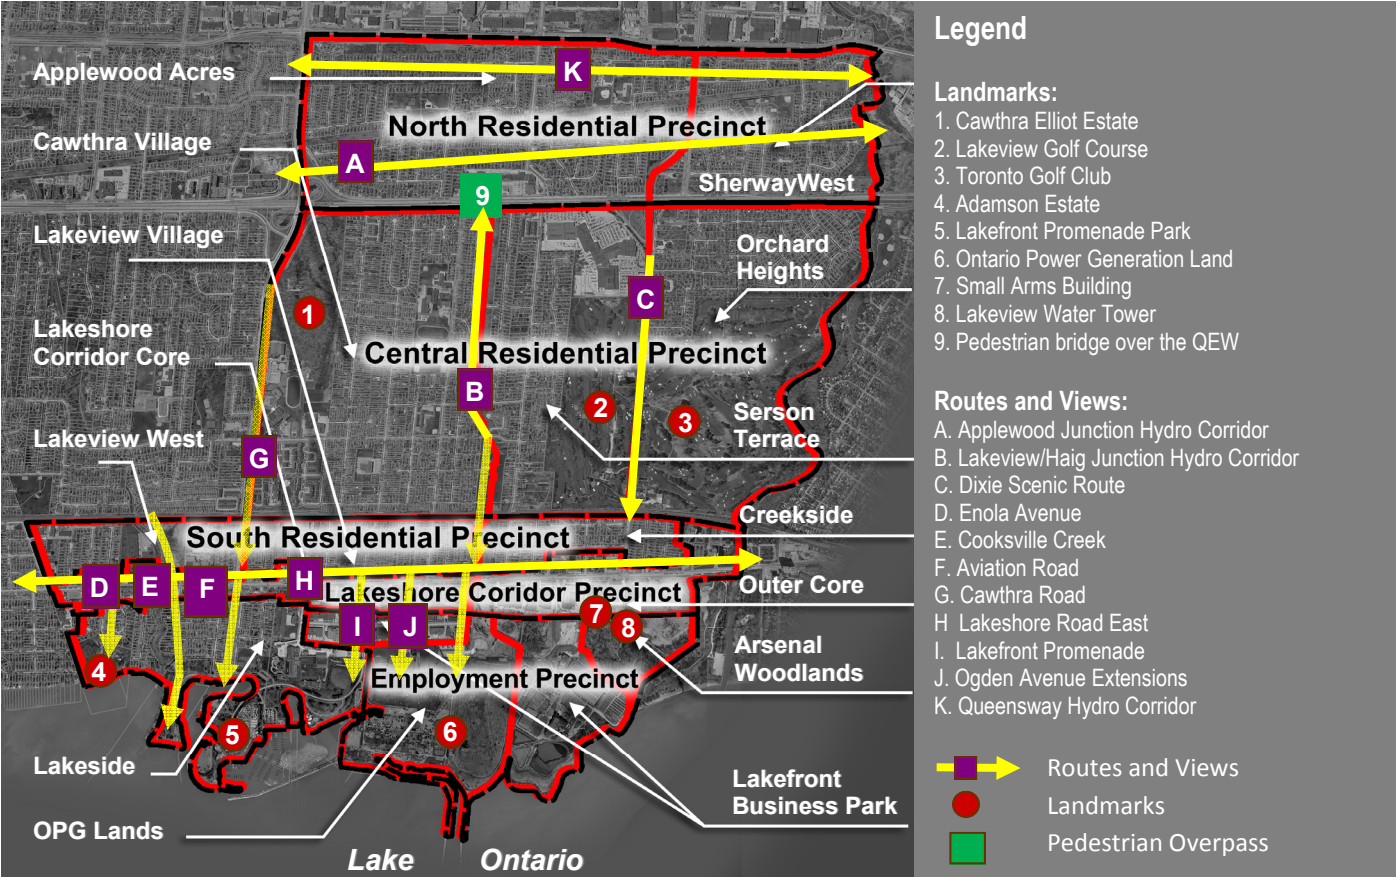 Applewood Acres
K
North Residential Precinct
Cawthra Village
A
SherwayWest
9
Lakeview Village
Orchard
Heights
C
1
Lakeshore
Corridor Core
Central Residential Precinct
B
2
3
Serson
Terrace
Lakeview West
G
Creekside
South Residential Precinct
D
E
F
H
Lakeshore Coridor Precinct
Outer Core
7
8
I
J
Arsenal
Woodlands
4
Employment Precinct
5
6
Lakeside
Lakefront
Business Park
OPG Lands
Lake Ontario
Legend
Landmarks:
1. Cawthra Elliot Estate
2. Lakeview Golf Course
3. Toronto Golf Club
4. Adamson Estate
5. Lakefront Promenade Park
6. Ontario Power Generation Land
7. Small Arms Building
8. Lakeview Water Tower
9. Pedestrian bridge over the QEW
Routes and Views:
A. Applewood Junction Hydro Corridor
B. Lakeview/Haig Junction Hydro Corridor
C. Dixie Scenic Route
D. Enola Avenue
E. Cooksville Creek
F. Aviation Road
G. Cawthra Road
H Lakeshore Road East
I. Lakefront Promenade
J. Ogden Avenue Extensions
K. Queensway Hydro Corridor
Routes and Views
Landmarks
Pedestrian Overpass